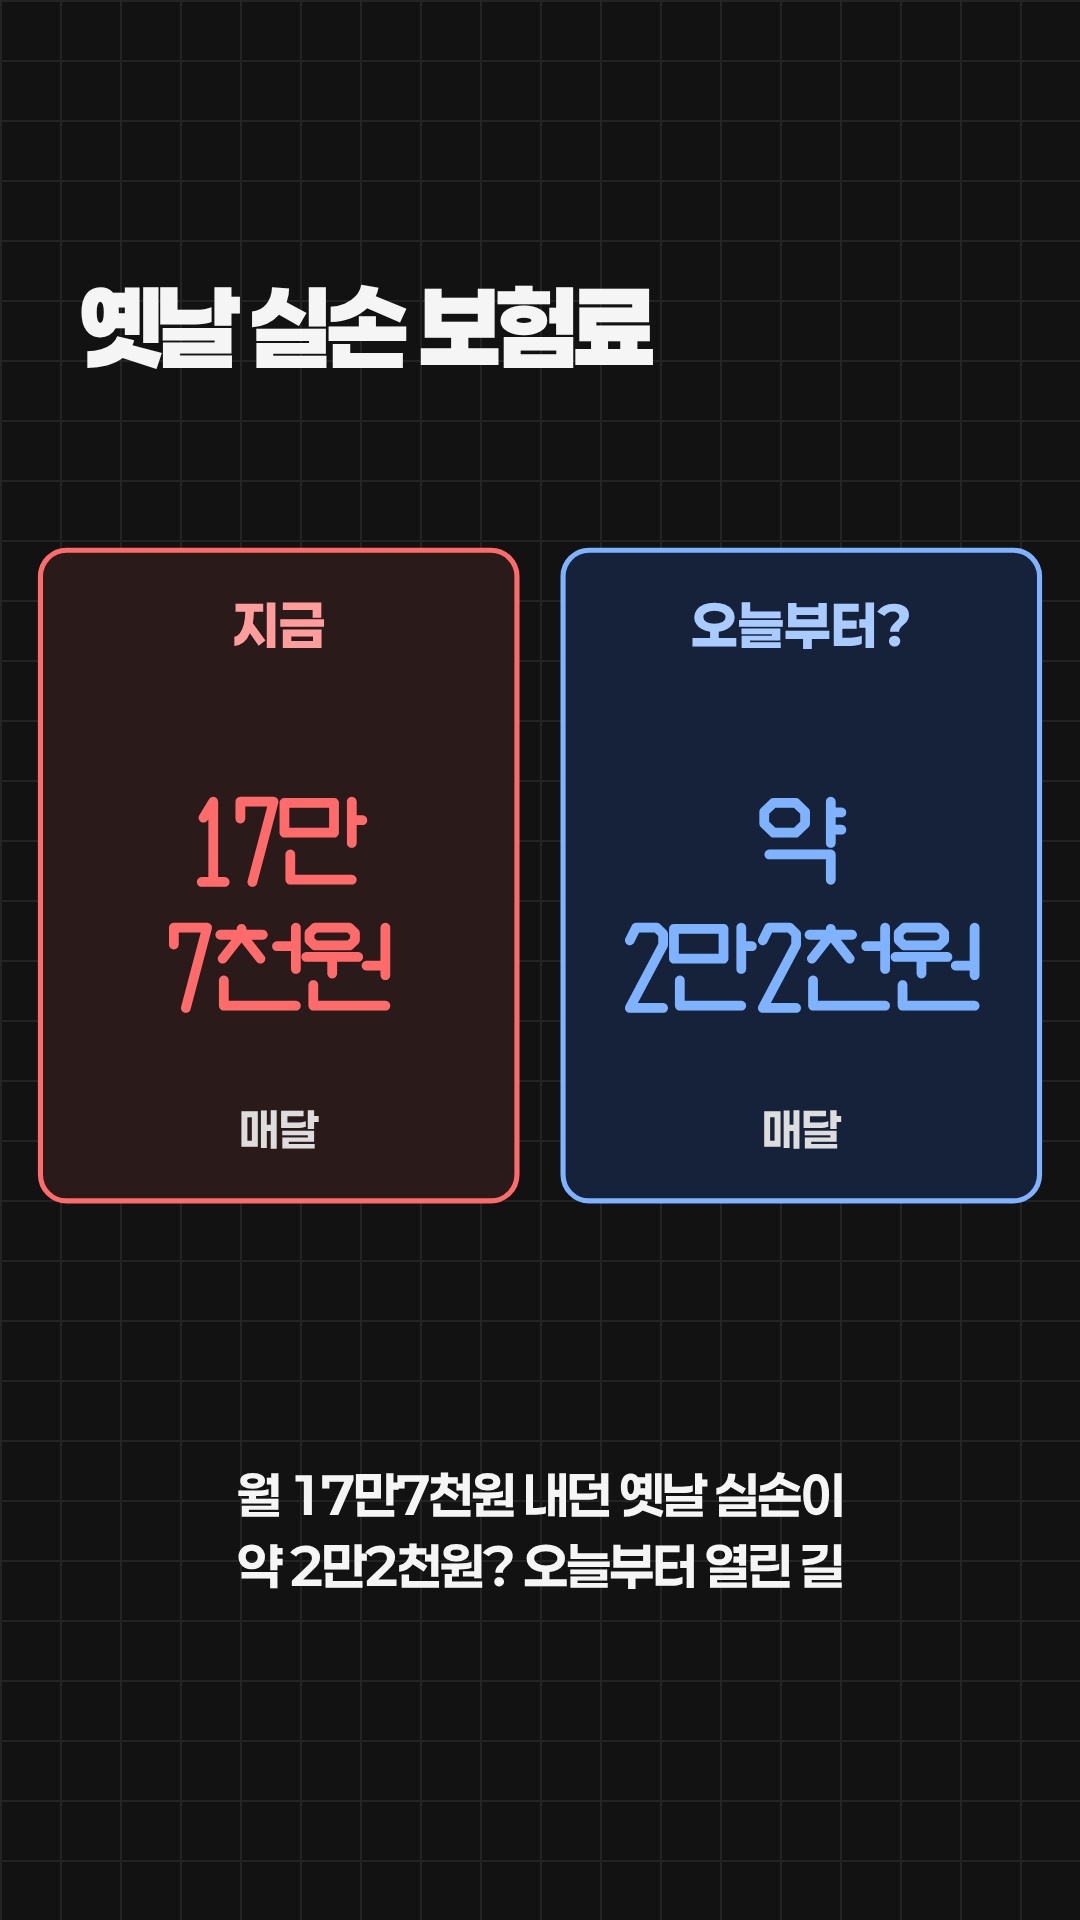 옛날 실손 보험료
지금
17만
7천원
매달
오늘부터?
약
2만2천원
매달
월 17만7천원 내던 옛날 실손이
약 2만2천원? 오늘부터 열린 길